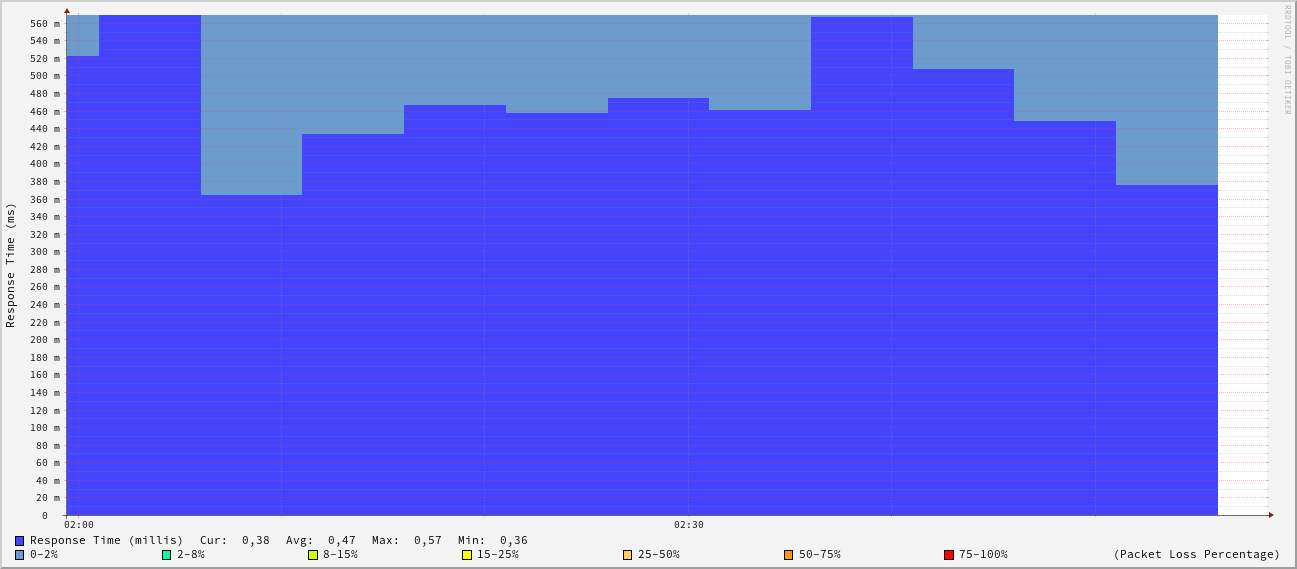 RRDTOOL / TOBI OETIKER
Response Time (ms)
560 m
540 m
520 m
500 m
480 m
460 m
440 m
420 m
400 m
380 m
360 m
340 m
320 m
300 m
280 m
260 m
240 m
220 m
200 m
180 m
160 m
140 m
120 m
100 m
80 m
60 m
40 m
20 m
0
02:00 02:30
Response Time (millis) Cur: 0,38 Avg: 0,47 Max: 0,57 Min: 0,36
0-2% 2-8% 8-15% 15-25% 25-50% 50-75% 75-100% (Packet Loss Percentage)